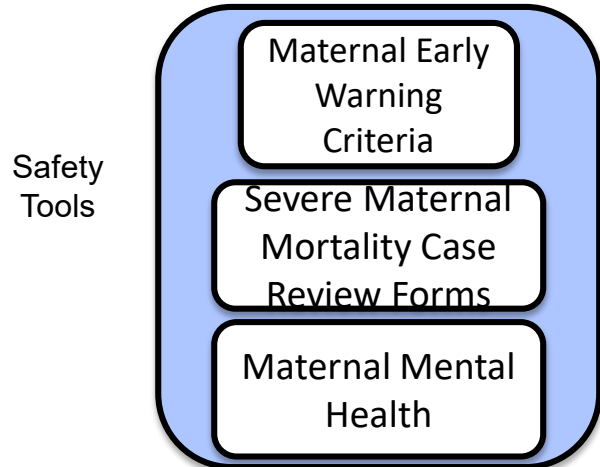 Safety
Tools
Maternal Early
Warning
Criteria
Severe Maternal
Mortality Case
Review Forms
Maternal Mental
Health